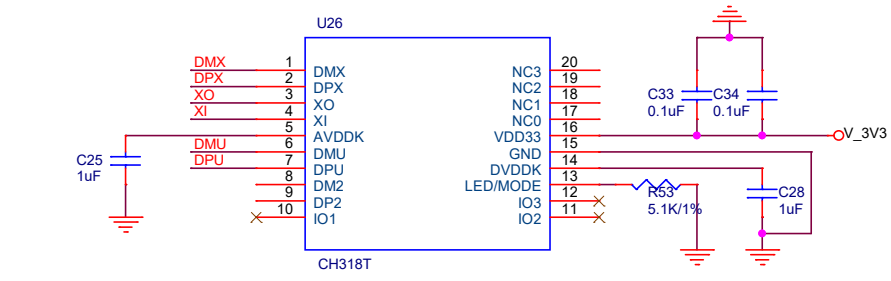 U26
DMX 1 DMX NC3 20
DPX 2 DPX NC2 19
XO 3 XO NC1 18
XI 4 XI NC0 17
5 AVDDK VDD33 16
DMU 6 DMU GND 15
DPU 7 DPU DVDDK 14
8 DM2 LED/MODE 13
9 DP2 IO3 12
10 IO1 IO2 11
CH318T
C25
1uF
C33
0.1uF
C34
0.1uF
V_3V3
R53
5.1K/1%
C28
1uF